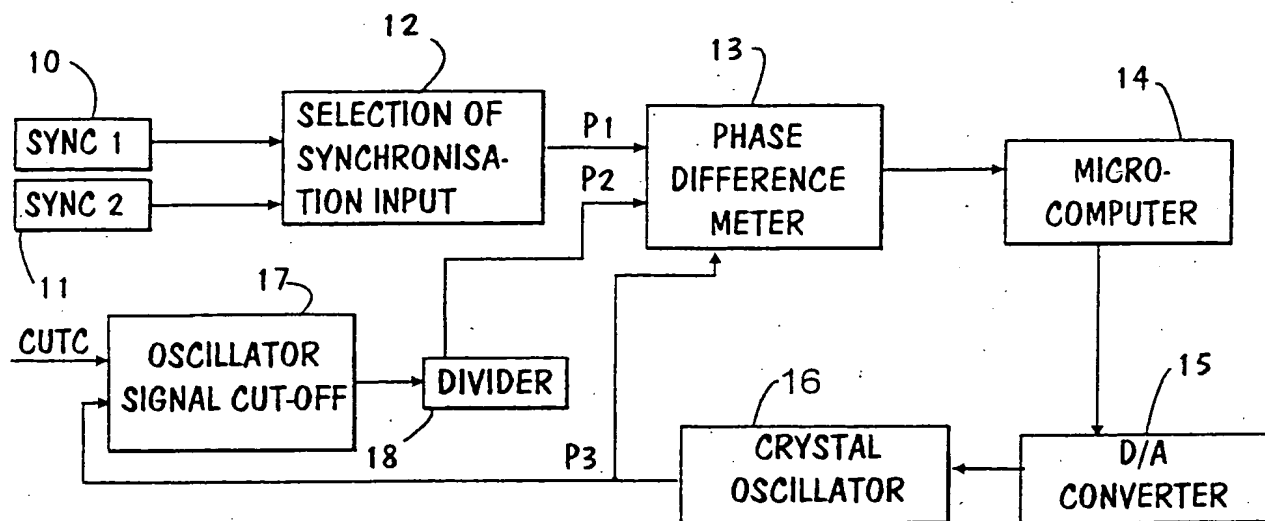 12
10
13
14
SYNC 1
SYNC 2
11
SELECTION OF
SYNCHRONISA-
TION INPUT
P1
P2
PHASE
DIFFERENCE
METER
MICRO-
COMPUTER
17
CUTC
OSCILLATOR
SIGNAL CUT-OFF
DIVIDER
18
P3
16
CRYSTAL
OSCILLATOR
15
D/A
CONVERTER